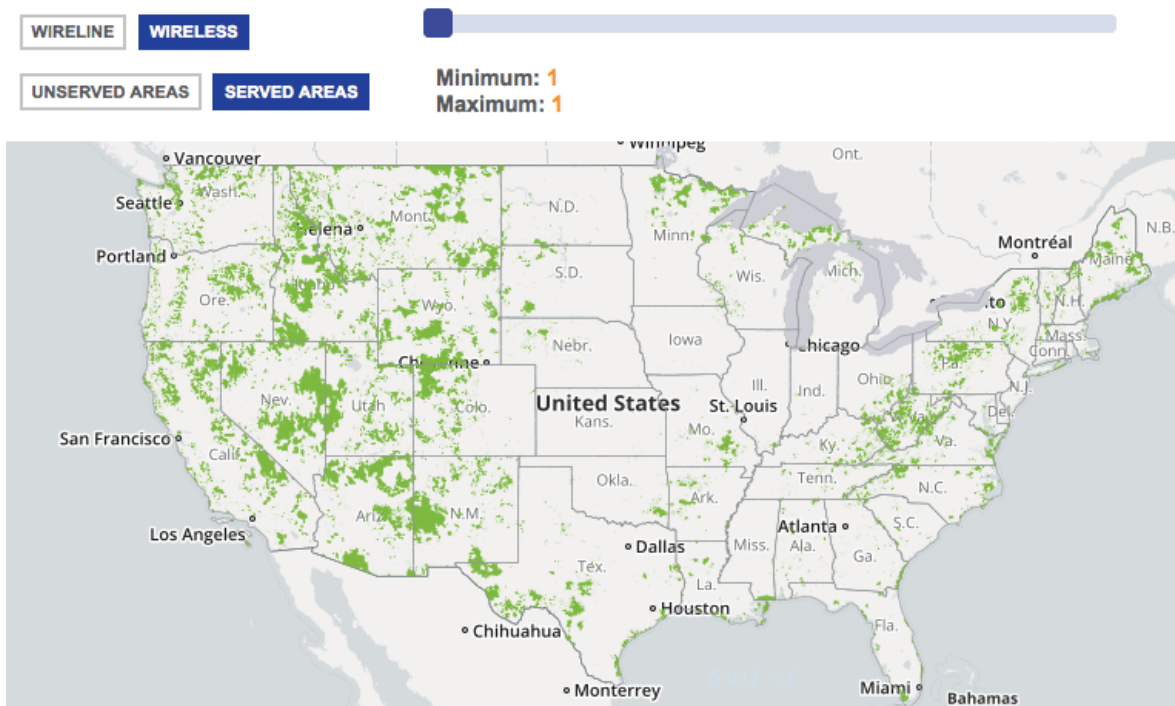 WIRELINE WIRELESS
UNSERVED AREAS SERVED AREAS
Minimum: 1
Maximum: 1
Winnipeg
Ont.
Vancouver
Wash.
Seattle
Mont.
N.D.
Minn.
N.B.
Helena
Montréal
Portland
Maine
Idaho
S.D.
Wis.
Mich.
Ore.
Wyo.
N.H.
N.Y.
Mass.
Iowa
Nebr.
Conn.
Cheyenne
Chicago
Pa.
Ohio
Ill.
Ind.
N.J.
Nev.
Utah
Colo.
United States
St. Louis
Del.
Kans.
Mo.
San Francisco
Ky.
Va.
Calif.
Okla.
Tenn.
N.C.
Ark.
Los Angeles
Ariz.
N.M.
Atlanta
S.C.
Dallas
Miss.
Ala.
Ga.
Tex.
La.
Houston
Fla.
Chihuahua
Monterrey
Miami
Bahamas